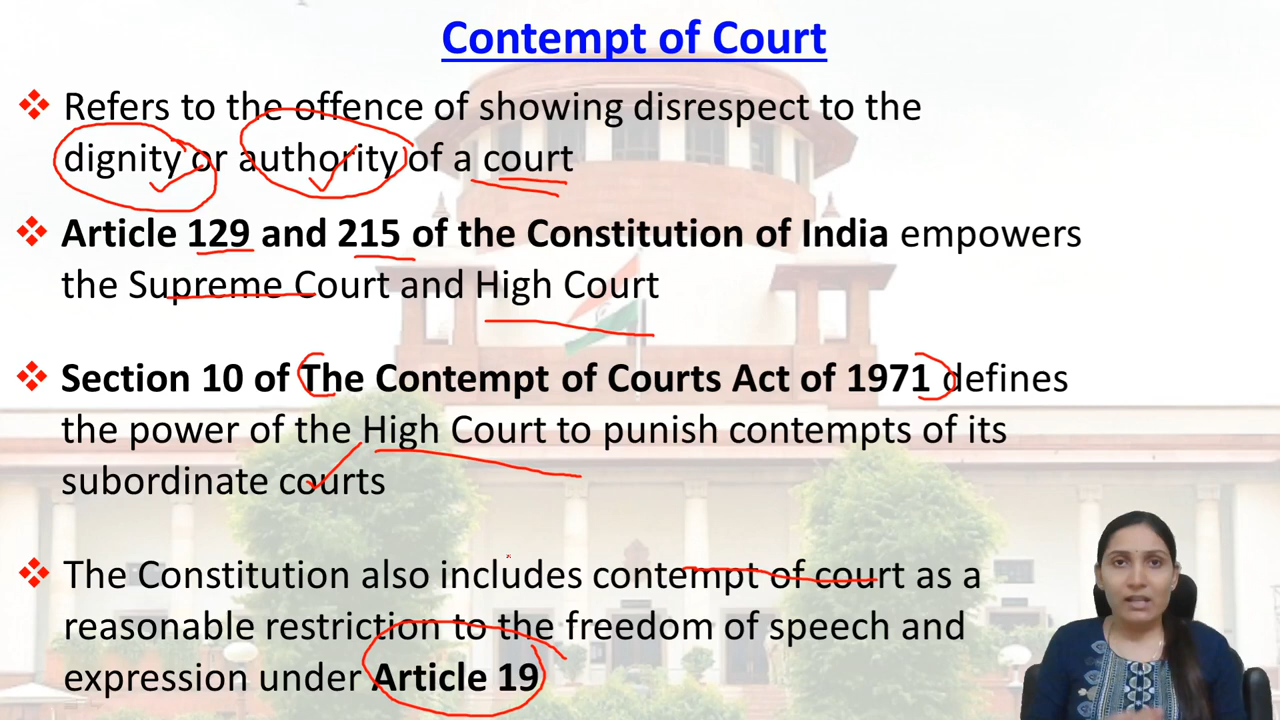 Contempt of Court
❖ Refers to the offence of showing disrespect to the
dignity or authority of a court
❖ Article 129 and 215 of the Constitution of India empowers
the Supreme Court and High Court
❖ Section 10 of The Contempt of Courts Act of 1971 defines
the power of the High Court to punish contempts of its
subordinate courts
❖ The Constitution also includes contempt of court as a
reasonable restriction to the freedom of speech and
expression under Article 19